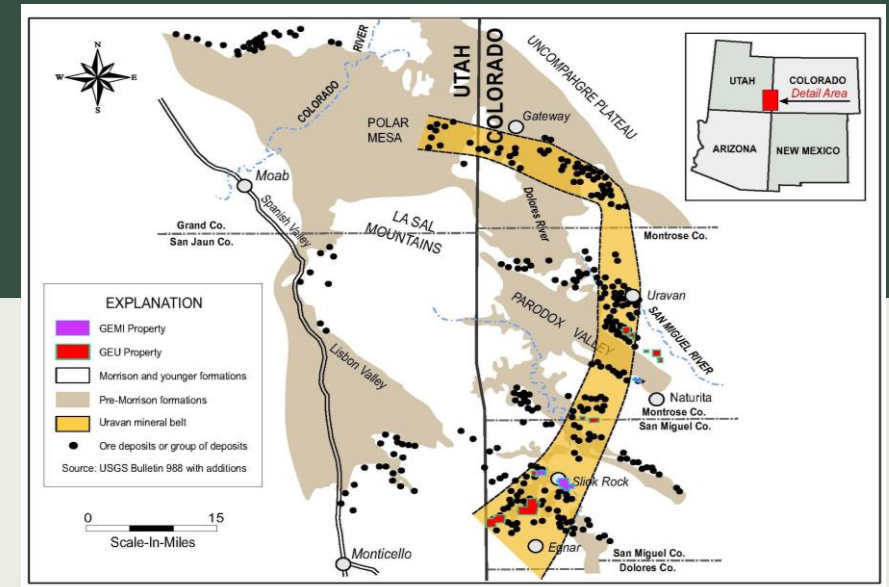 N
W
E
S
COLORADO
RIVER
UTAH
COLORADO
UNCOMPAHGRE PLATEAU
UTAH
COLORADO
Detail Area
ARIZONA
NEW MEXICO
POLAR
MESA
Gateway
Moab
Spanish Valley
Dolores River
LA SAL
MOUNTAINS
Grand Co.
San Jaun Co.
Montrose Co.
Uravan
SAN MIGUEL RIVER
PARODOX VALLEY
Lisbon Valley
Naturita
Montrose Co.
San Miguel Co.
EXPLANATION
GEMI Property
GEU Property
Morrison and younger formations
Pre-Morrison formations
Uravan mineral belt
Ore deposits or group of deposits
Source: USGS Bulletin 988 with additions
Slick Rock
0
15
Scale-In-Miles
Monticello
Egnar
San Miguel Co.
Dolores Co.